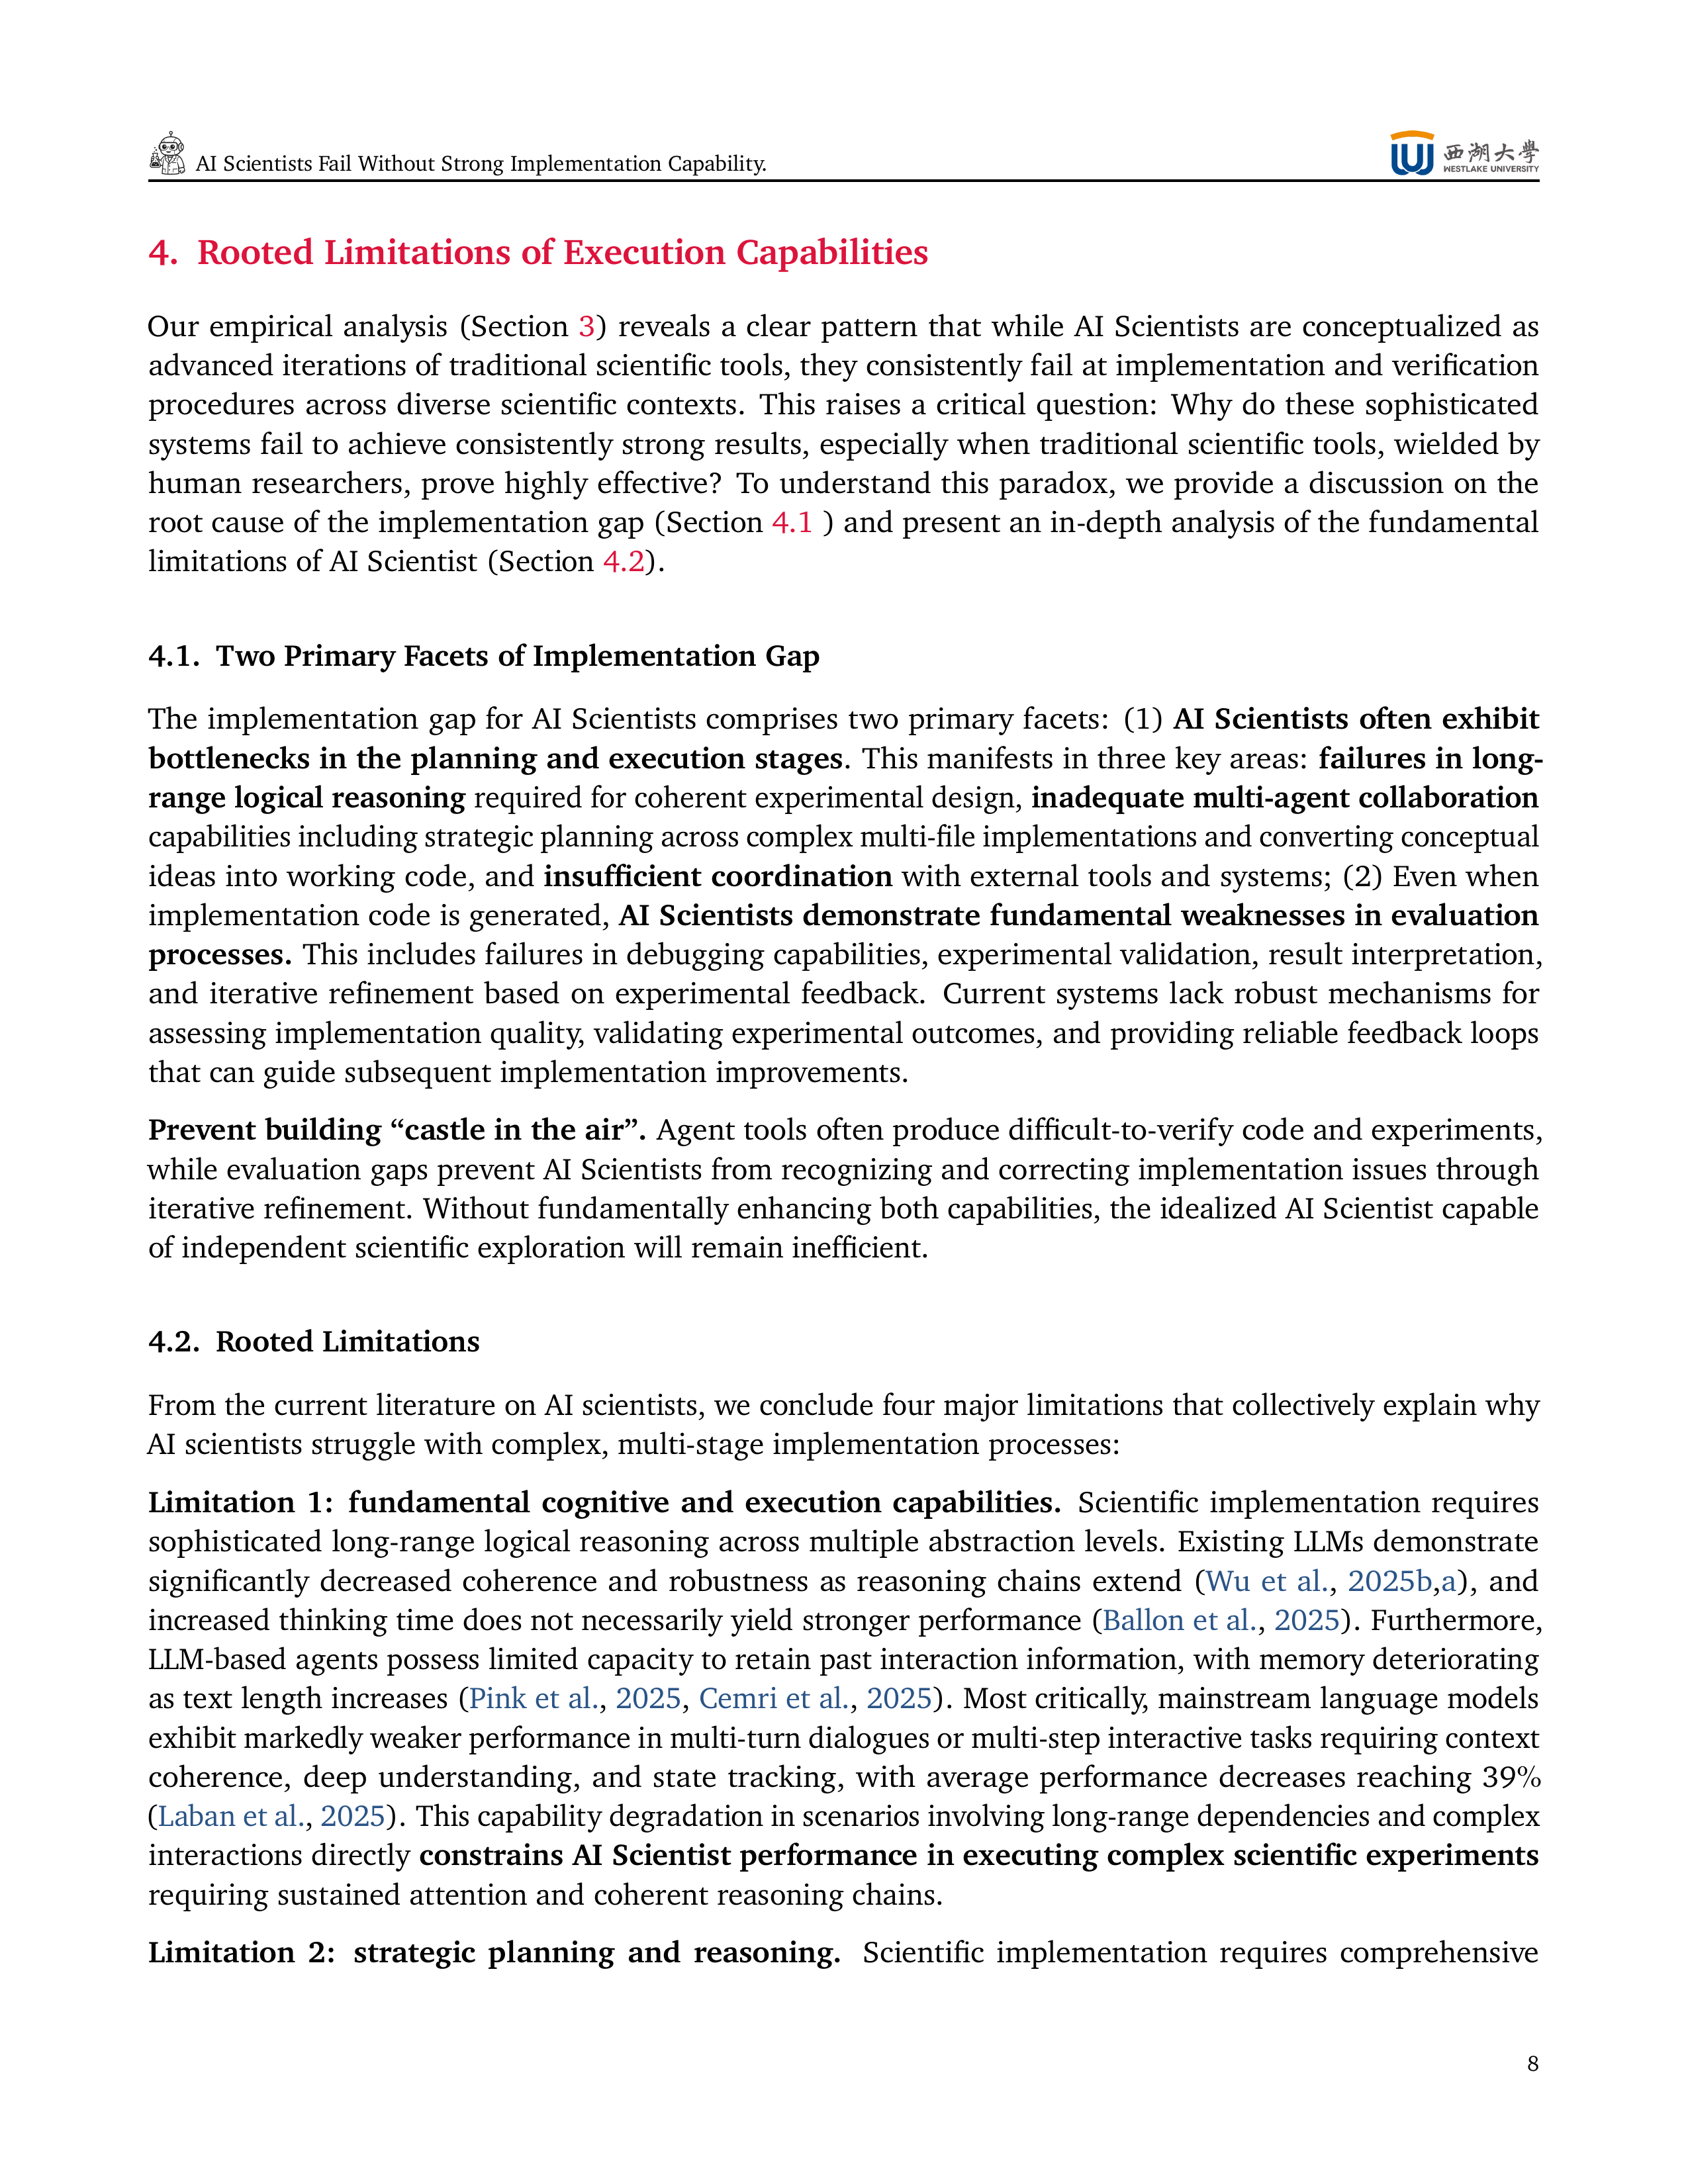 AI Scientists Fail Without Strong Implementation Capability.
西湖大學
WESTLAKE UNIVERSITY
4. Rooted Limitations of Execution Capabilities
Our empirical analysis (Section 3) reveals a clear pattern that while AI Scientists are conceptualized as
advanced iterations of traditional scientific tools, they consistently fail at implementation and verification
procedures across diverse scientific contexts. This raises a critical question: Why do these sophisticated
systems fail to achieve consistently strong results, especially when traditional scientific tools, wielded by
human researchers, prove highly effective? To understand this paradox, we provide a discussion on the
root cause of the implementation gap (Section 4.1 ) and present an in-depth analysis of the fundamental
limitations of AI Scientist (Section 4.2).
4.1. Two Primary Facets of Implementation Gap
The implementation gap for AI Scientists comprises two primary facets: (1) AI Scientists often exhibit
bottlenecks in the planning and execution stages. This manifests in three key areas: failures in long-
range logical reasoning required for coherent experimental design, inadequate multi-agent collaboration
capabilities including strategic planning across complex multi-file implementations and converting conceptual
ideas into working code, and insufficient coordination with external tools and systems; (2) Even when
implementation code is generated, AI Scientists demonstrate fundamental weaknesses in evaluation
processes. This includes failures in debugging capabilities, experimental validation, result interpretation,
and iterative refinement based on experimental feedback. Current systems lack robust mechanisms for
assessing implementation quality, validating experimental outcomes, and providing reliable feedback loops
that can guide subsequent implementation improvements.
Prevent building “castle in the air”. Agent tools often produce difficult-to-verify code and experiments,
while evaluation gaps prevent AI Scientists from recognizing and correcting implementation issues through
iterative refinement. Without fundamentally enhancing both capabilities, the idealized AI Scientist capable
of independent scientific exploration will remain inefficient.
4.2. Rooted Limitations
From the current literature on AI scientists, we conclude four major limitations that collectively explain why
AI scientists struggle with complex, multi-stage implementation processes:
Limitation 1: fundamental cognitive and execution capabilities. Scientific implementation requires
sophisticated long-range logical reasoning across multiple abstraction levels. Existing LLMs demonstrate
significantly decreased coherence and robustness as reasoning chains extend (Wu et al., 2025b,a), and
increased thinking time does not necessarily yield stronger performance (Ballon et al., 2025). Furthermore,
LLM-based agents possess limited capacity to retain past interaction information, with memory deteriorating
as text length increases (Pink et al., 2025, Cemri et al., 2025). Most critically, mainstream language models
exhibit markedly weaker performance in multi-turn dialogues or multi-step interactive tasks requiring context
coherence, deep understanding, and state tracking, with average performance decreases reaching 39%
(Laban et al., 2025). This capability degradation in scenarios involving long-range dependencies and complex
interactions directly constrains AI Scientist performance in executing complex scientific experiments
requiring sustained attention and coherent reasoning chains.
Limitation 2: strategic planning and reasoning. Scientific implementation requires comprehensive
8